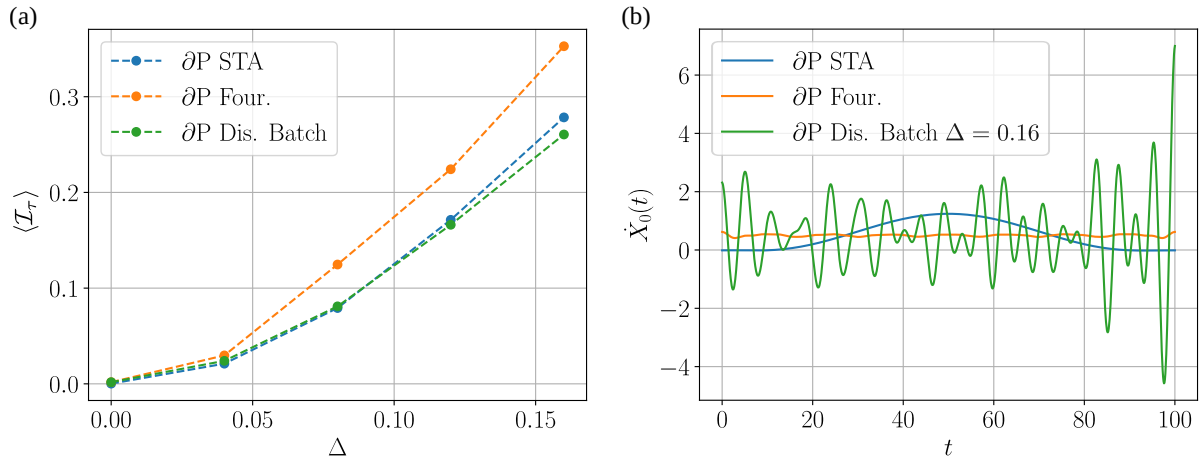 (a)
∂P STA
∂P Four.
∂P Dis. Batch
⟨ℐ_τ⟩
0.3
0.2
0.1
0.0
0.00 0.05 0.10 0.15
Δ
(b)
∂P STA
∂P Four.
∂P Dis. Batch Δ = 0.16
Ẋ₀(t)
6
4
2
0
−2
−4
0 20 40 60 80 100
t